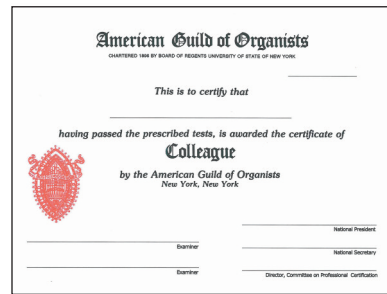 American Guild of Organists
CHARTERED 1896 BY BOARD OF REGENTS UNIVERSITY OF STATE OF NEW YORK
This is to certify that
having passed the prescribed tests, is awarded the certificate of
Colleague
by the American Guild of Organists
New York, New York
National President
Examiner
National Secretary
Examiner
Director, Committee on Professional Certification